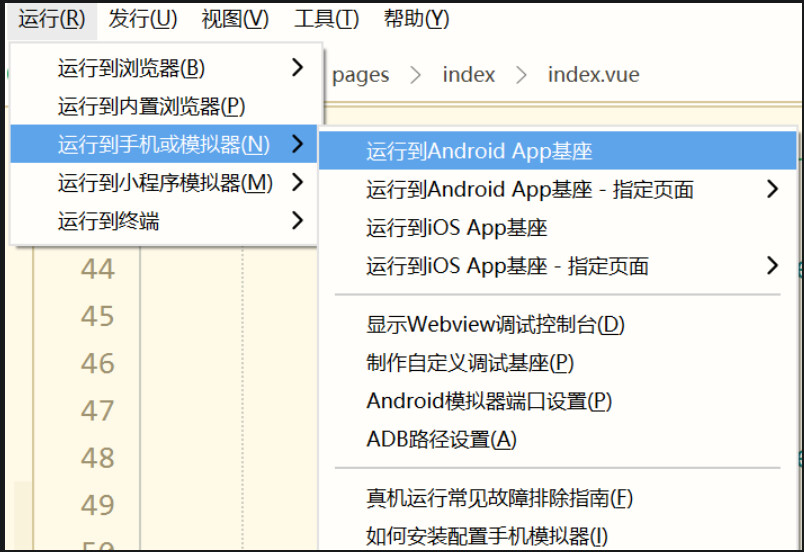 运行(R) 发行(U) 视图(V) 工具(T) 帮助(Y)
pages > index > index.vue
运行到浏览器(B)
运行到内置浏览器(P)
运行到手机或模拟器(N)
运行到小程序模拟器(M)
运行到终端
运行到Android App基座
运行到Android App基座 - 指定页面
运行到iOS App基座
运行到iOS App基座 - 指定页面
显示Webview调试控制台(D)
制作自定义调试基座(P)
Android模拟器端口设置(P)
ADB路径设置(A)
真机运行常见故障排除指南(F)
如何安装配置手机模拟器(I)
44
45
46
47
48
49